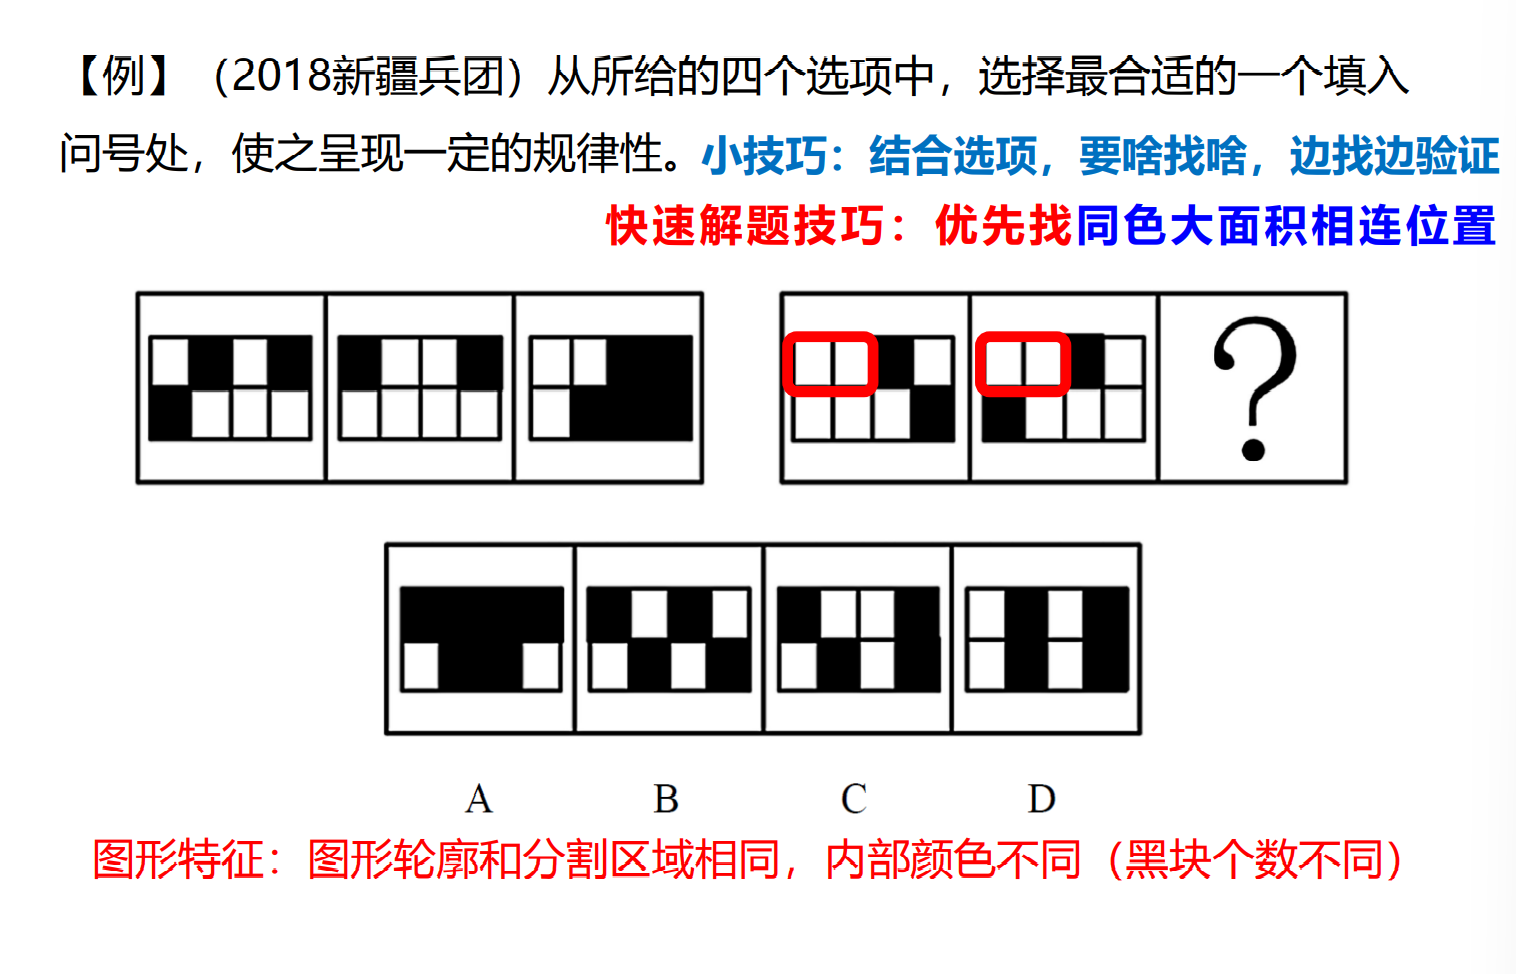 【例】（2018新疆兵团）从所给的四个选项中，选择最合适的一个填入
问号处，使之呈现一定的规律性。小技巧：结合选项，要啥找啥，边找边验证
快速解题技巧：优先找同色大面积相连位置
?
A B C D
图形特征：图形轮廓和分割区域相同，内部颜色不同（黑块个数不同）